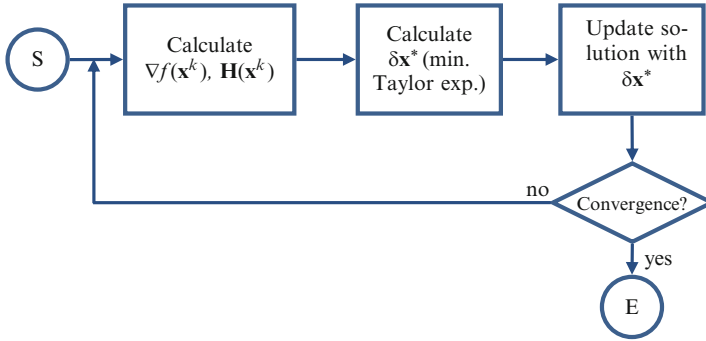 S
Calculate
∇f(x^k), H(x^k)
Calculate
δx* (min.
Taylor exp.)
Update so-
lution with
δx*
no
Convergence?
yes
E